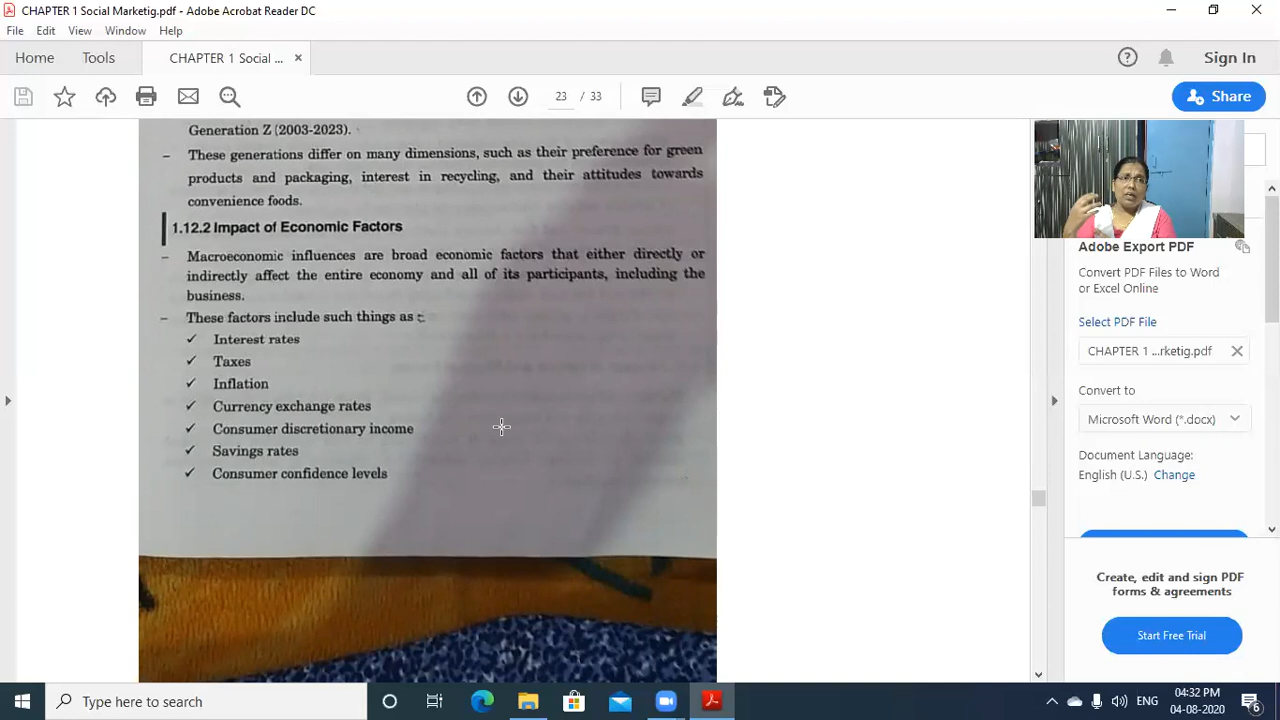 CHAPTER 1 Social Marketig.pdf - Adobe Acrobat Reader DC
File Edit View Window Help
Home Tools CHAPTER 1 Social ... ×
? Sign In
23 / 33
Share
Generation Z (2003-2023).
– These generations differ on many dimensions, such as their preference for green
products and packaging, interest in recycling, and their attitudes towards
convenience foods.
1.12.2 Impact of Economic Factors
– Macroeconomic influences are broad economic factors that either directly or
indirectly affect the entire economy and all of its participants, including the
business.
– These factors include such things as :
✓ Interest rates
✓ Taxes
✓ Inflation
✓ Currency exchange rates
✓ Consumer discretionary income
✓ Savings rates
✓ Consumer confidence levels
Adobe Export PDF
Convert PDF Files to Word
or Excel Online
Select PDF File
CHAPTER 1 ...rketig.pdf
Convert to
Microsoft Word (*.docx)
Document Language:
English (U.S.) Change
Create, edit and sign PDF
forms & agreements
Start Free Trial
Type here to search
ENG
04:32 PM
04-08-2020
6